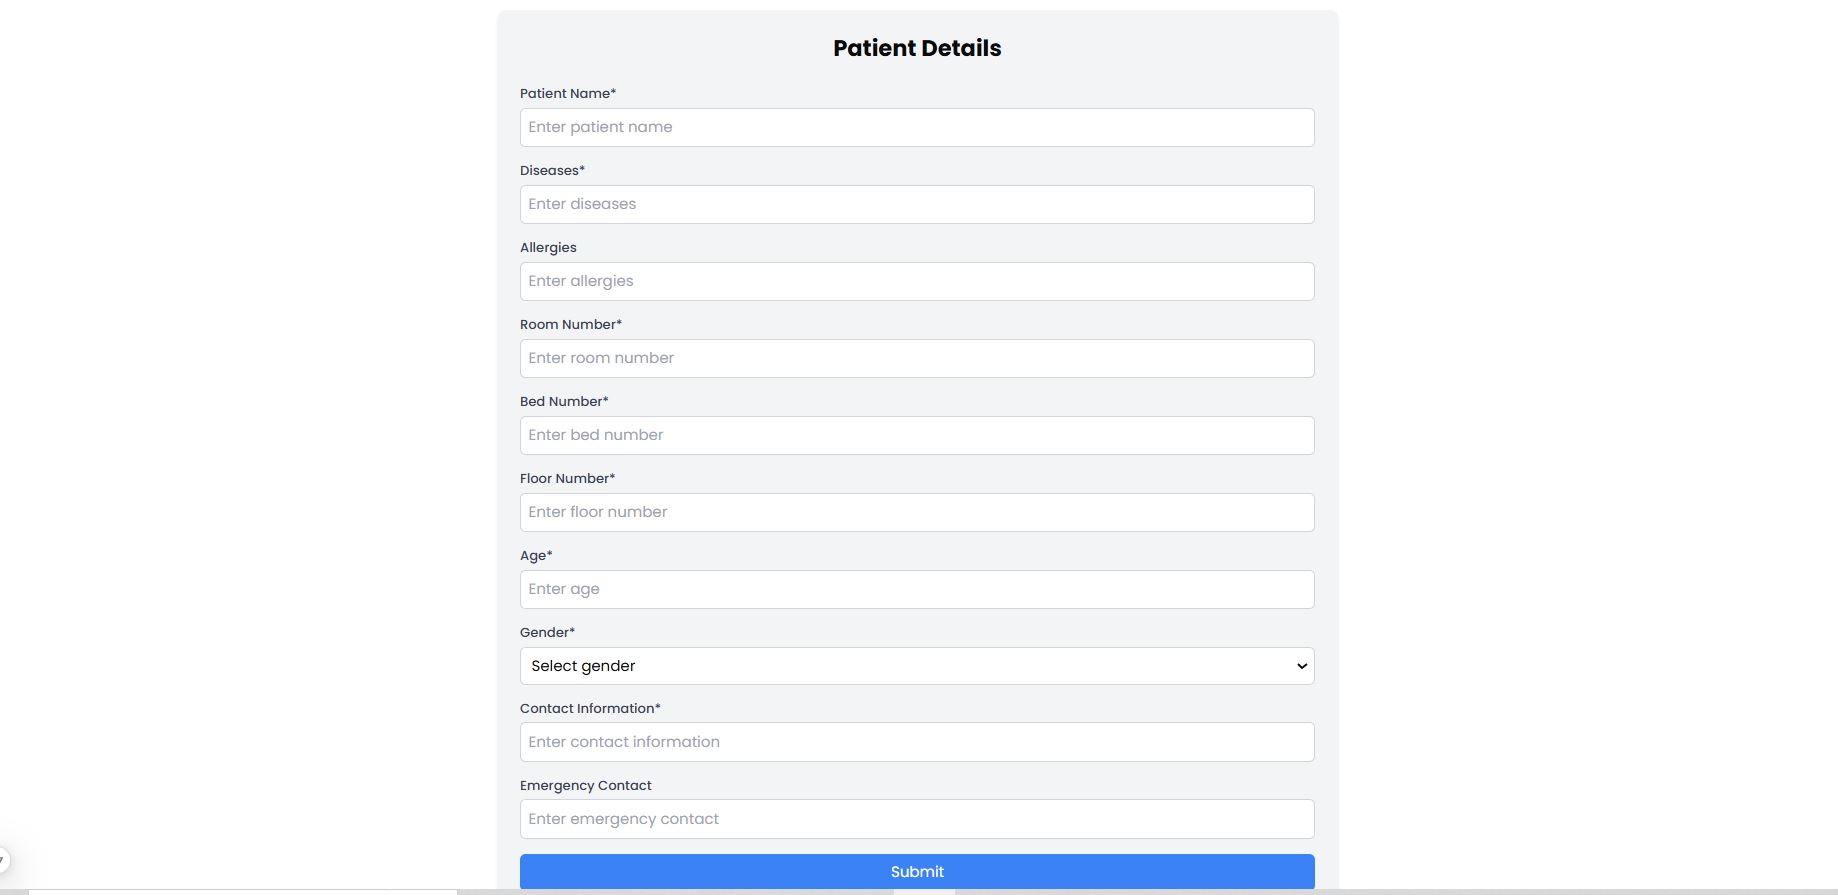 Patient Details
Patient Name*
Enter patient name
Diseases*
Enter diseases
Allergies
Enter allergies
Room Number*
Enter room number
Bed Number*
Enter bed number
Floor Number*
Enter floor number
Age*
Enter age
Gender*
Select gender
Contact Information*
Enter contact information
Emergency Contact
Enter emergency contact
Submit